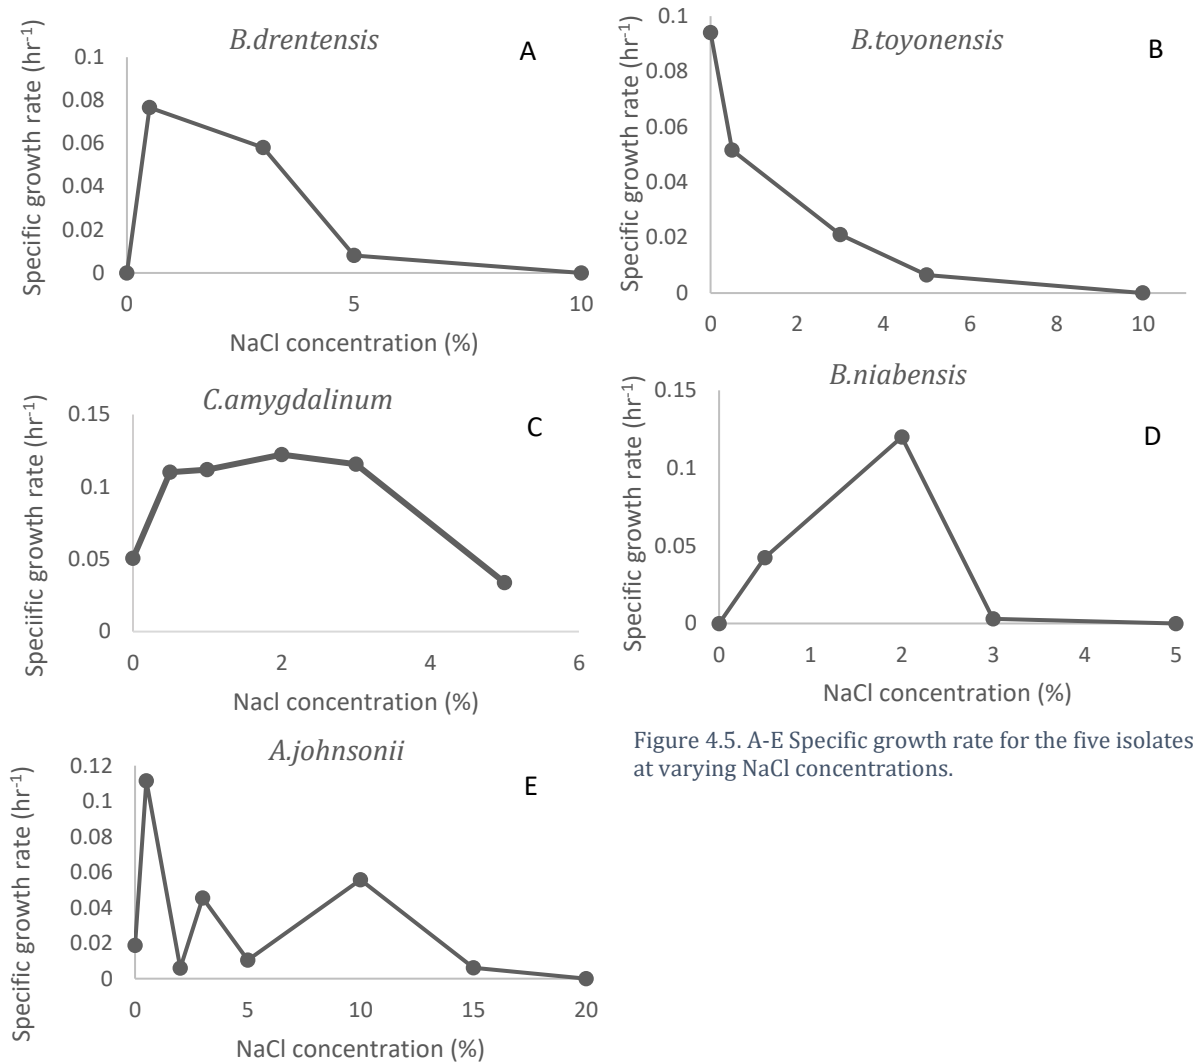 B.drentensis
A
Specific growth rate (hr-1)
0.1
0.08
0.06
0.04
0.02
0
0 5 10
NaCl concentration (%)
B.toyonensis
B
Specific growth rate (hr-1)
0.1
0.08
0.06
0.04
0.02
0
0 2 4 6 8 10
C.amygdalinum
C
Speciific growth rate (hr-1)
0.15
0.1
0.05
0
0 2 4 6
Nacl concentration (%)
B.niabensis
D
Specific growth rate (hr-1)
0.15
0.1
0.05
0
0 1 2 3 4 5
NaCl concentration (%)
A.johnsonii
E
Specific growth rate (hr-1)
0.12
0.1
0.08
0.06
0.04
0.02
0
0 5 10 15 20
NaCl concentration (%)
Figure 4.5. A-E Specific growth rate for the five isolates
at varying NaCl concentrations.